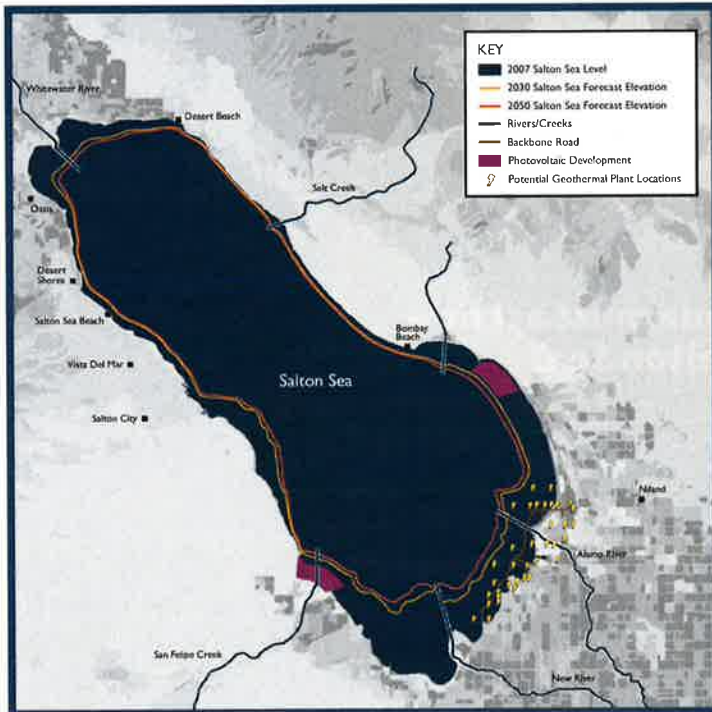 KEY
2007 Salton Sea Level
2030 Salton Sea Forecast Elevation
2050 Salton Sea Forecast Elevation
Rivers/Creeks
Backbone Road
Photovoltaic Development
Potential Geothermal Plant Locations
Whitewater River
Desert Beach
Salt Creek
Oasis
Desert
Shores
Salton Sea Beach
Bombay
Beach
Vista Del Mar
Salton Sea
Salton City
Niland
Alamo River
San Felipe Creek
New River